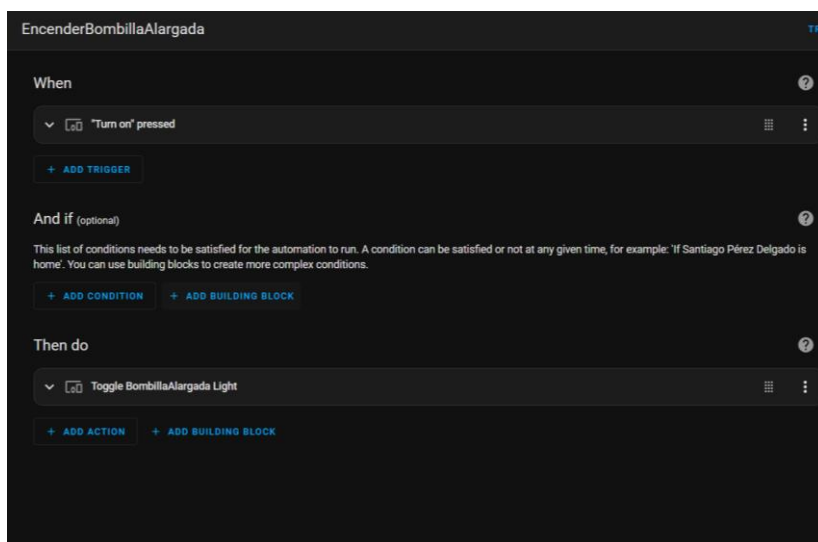 EncenderBombillaAlargada
When
"Turn on" pressed
+ ADD TRIGGER
And if (optional)
This list of conditions needs to be satisfied for the automation to run. A condition can be satisfied or not at any given time, for example: 'If Santiago Pérez Delgado is
home'. You can use building blocks to create more complex conditions.
+ ADD CONDITION + ADD BUILDING BLOCK
Then do
Toggle BombillaAlargada Light
+ ADD ACTION + ADD BUILDING BLOCK